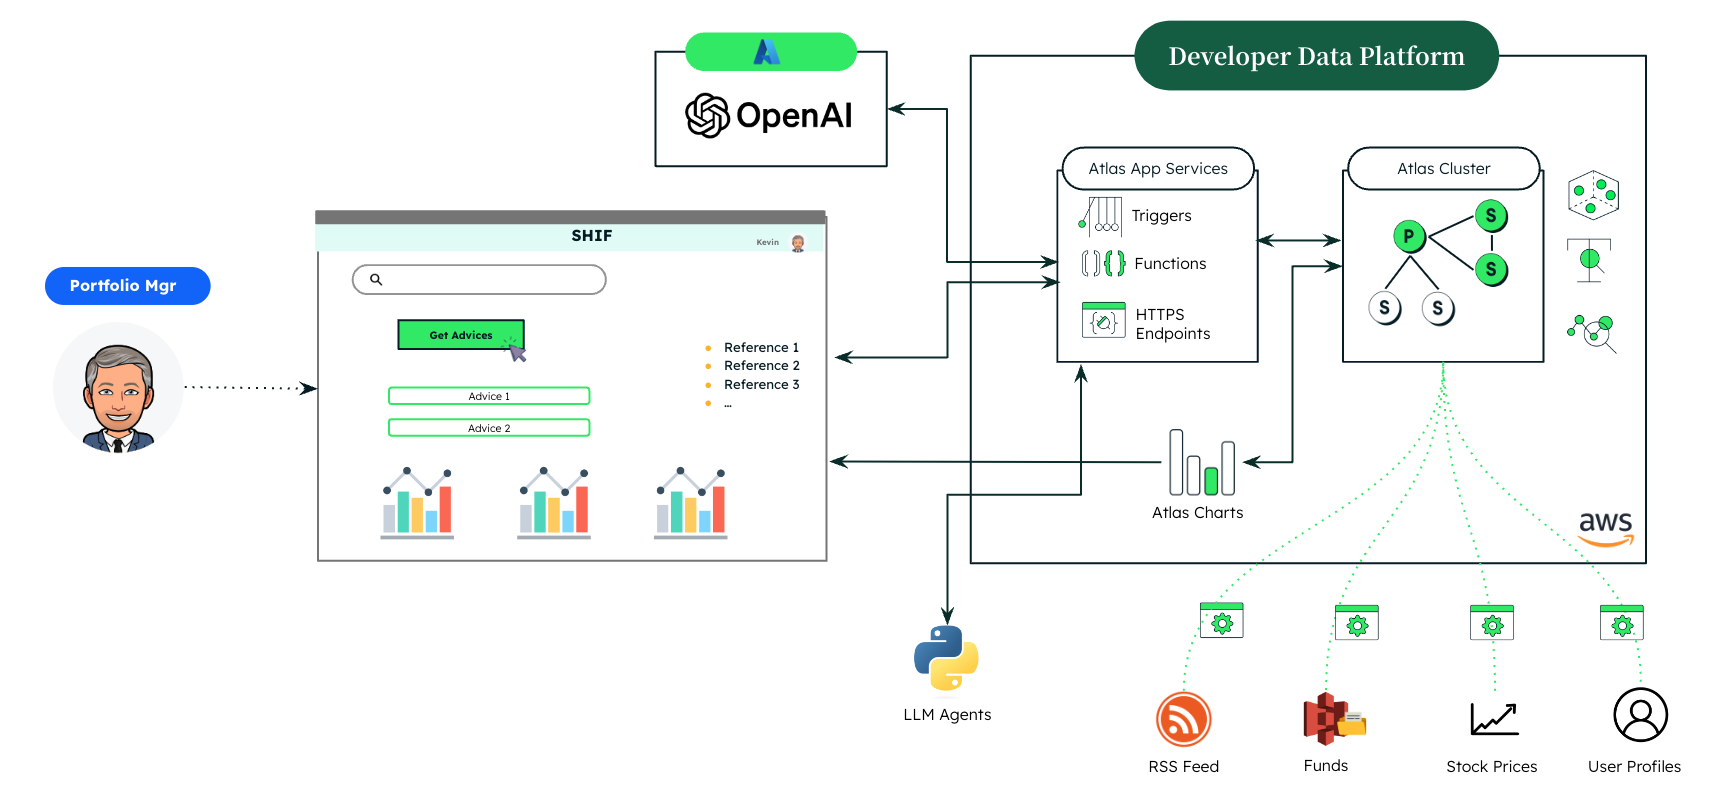 OpenAI
Developer Data Platform
Atlas App Services
Triggers
Functions
HTTPS
Endpoints
Atlas Cluster
P
S
S
S
S
SHIF
Kevin
Portfolio Mgr
Get Advices
Reference 1
Reference 2
Reference 3
...
Advice 1
Advice 2
Atlas Charts
aws
LLM Agents
RSS Feed
Funds
Stock Prices
User Profiles